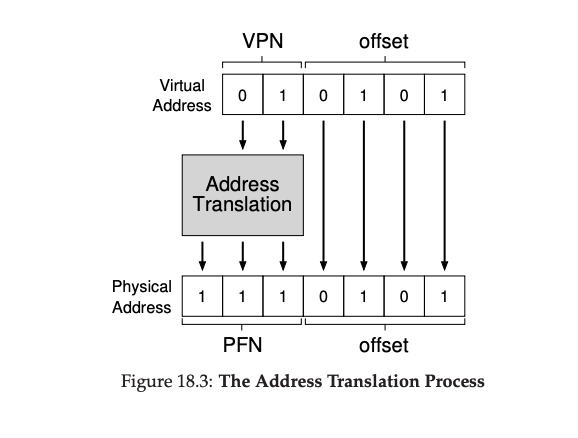 VPN offset
Virtual Address 0 1 0 1 0 1
Address
Translation
Physical Address 1 1 1 0 1 0 1
PFN offset
Figure 18.3: The Address Translation Process